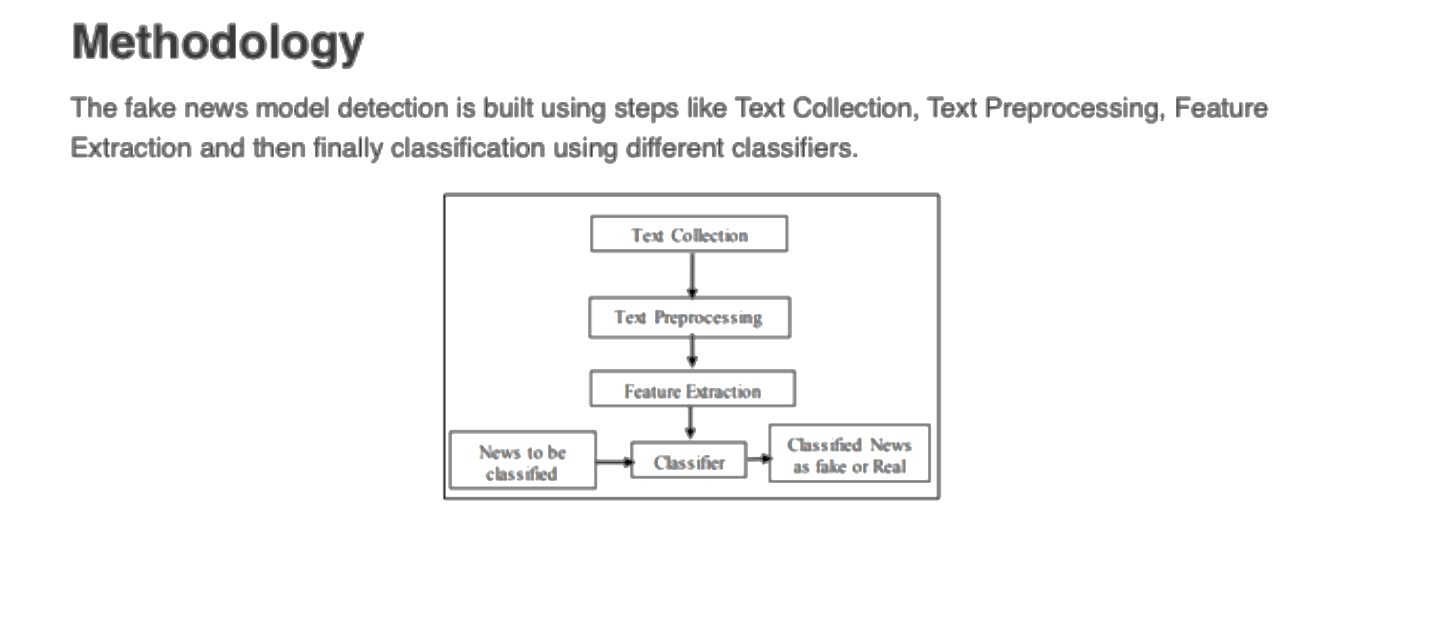 Methodology
The fake news model detection is built using steps like Text Collection, Text Preprocessing, Feature
Extraction and then finally classification using different classifiers.
Text Collection
Text Preprocessing
Feature Extraction
News to be
classified
Classifier
Classified News
as fake or Real